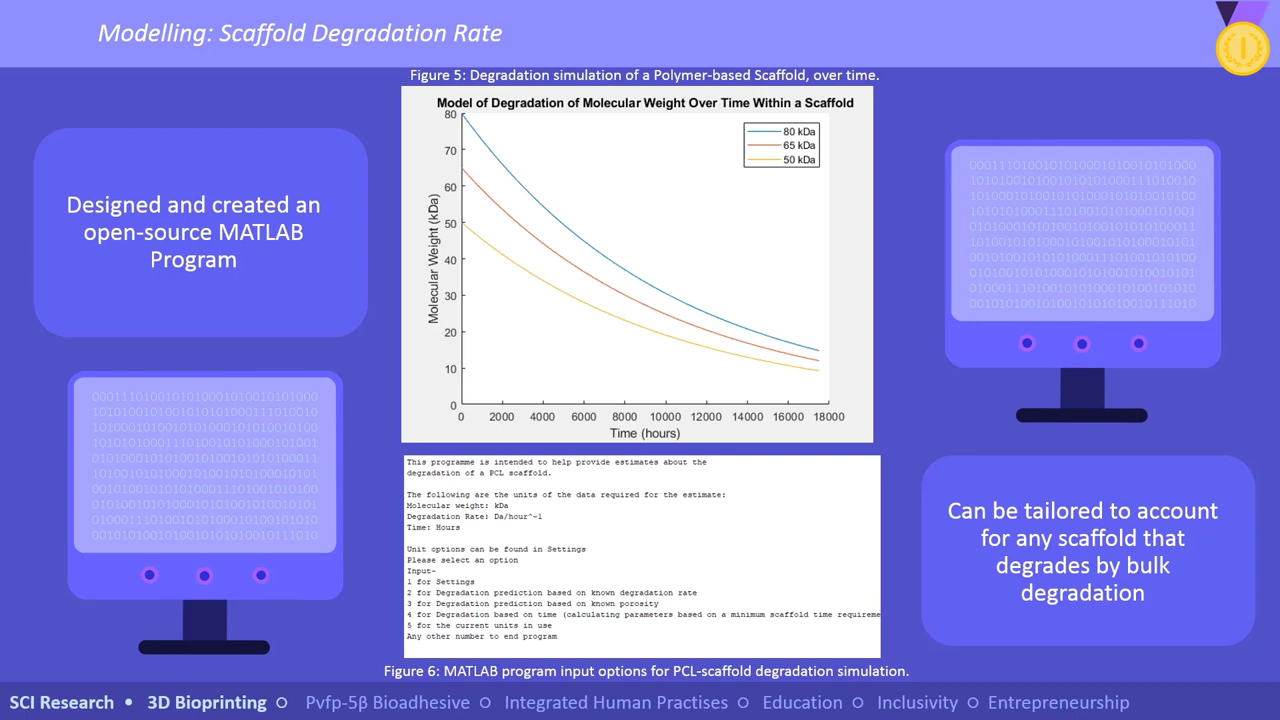 Modelling: Scaffold Degradation Rate
Figure 5: Degradation simulation of a Polymer-based Scaffold, over time.
Model of Degradation of Molecular Weight Over Time Within a Scaffold
80 kDa
65 kDa
50 kDa
80
70
60
50
40
30
20
10
0
Molecular Weight (kDa)
0 2000 4000 6000 8000 10000 12000 14000 16000 18000
Time (hours)
Designed and created an
open-source MATLAB
Program
This programme is intended to help provide estimates about the
degradation of a PCL scaffold.
The following are the units of the data required for the estimate:
Molecular weight: kDa
Degradation Rate: Da/hour^-1
Time: Hours
Unit options can be found in Settings
Please select an option
Input-
1 for Settings
2 for Degradation prediction based on known degradation rate
3 for Degradation prediction based on known porosity
4 for Degradation based on time (calculating parameters based on a minimum scaffold time requireme
5 for the current units in use
Any other number to end program
Figure 6: MATLAB program input options for PCL-scaffold degradation simulation.
Can be tailored to account
for any scaffold that
degrades by bulk
degradation
SCI Research • 3D Bioprinting ○ Pvfp-5β Bioadhesive ○ Integrated Human Practises ○ Education ○ Inclusivity ○ Entrepreneurship